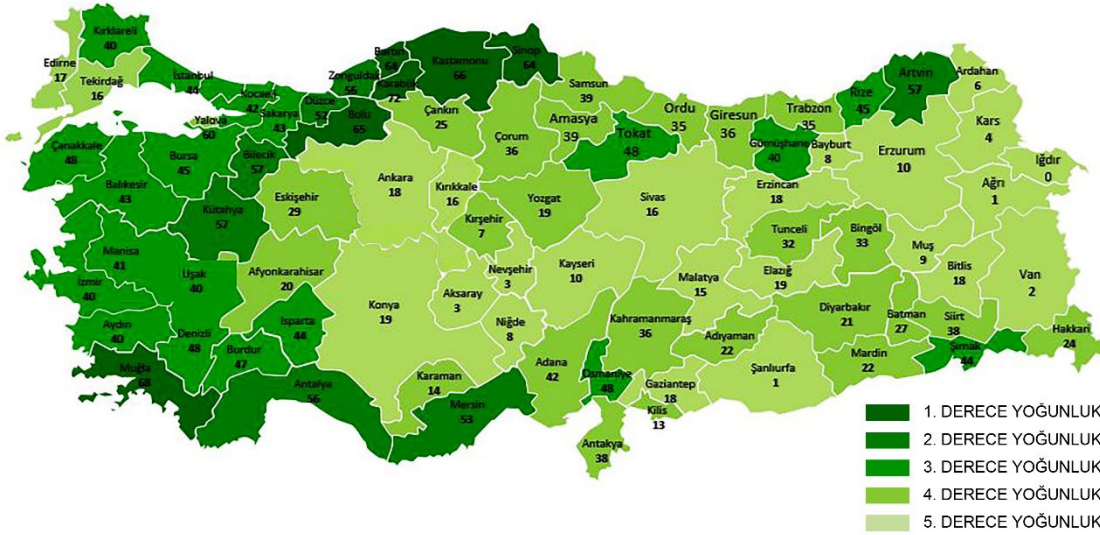 Kırklareli
40
Edirne
17
Tekirdağ
16
İstanbul
44
Kocaeli
42
Yalova
60
Sakarya
43
Düzce
52
Zonguldak
56
Bartın
64
Karabük
72
Kastamonu
66
Sinop
64
Bolu
65
Çankırı
25
Samsun
39
Amasya
39
Çorum
36
Tokat
48
Ordu
35
Giresun
36
Trabzon
35
Gümüşhane
40
Bayburt
8
Rize
45
Artvin
57
Ardahan
6
Kars
4
Iğdır
0
Ağrı
1
Erzurum
10
Erzincan
18
Çanakkale
48
Balıkesir
43
Bursa
45
Bilecik
57
Kütahya
57
Eskişehir
29
Ankara
18
Kırıkkale
16
Kırşehir
7
Yozgat
19
Sivas
16
Tunceli
32
Bingöl
33
Muş
9
Bitlis
18
Van
2
Manisa
41
İzmir
40
Uşak
40
Afyonkarahisar
20
Konya
19
Aksaray
3
Nevşehir
3
Kayseri
10
Malatya
15
Elazığ
19
Diyarbakır
21
Batman
27
Siirt
38
Şırnak
44
Hakkari
24
Aydın
40
Denizli
48
Muğla
68
Burdur
47
Isparta
44
Antalya
56
Karaman
14
Mersin
53
Niğde
8
Adana
42
Osmaniye
48
Kahramanmaraş
36
Adıyaman
22
Gaziantep
18
Kilis
13
Antakya
38
Şanlıurfa
1
Mardin
22
1. DERECE YOĞUNLUK
2. DERECE YOĞUNLUK
3. DERECE YOĞUNLUK
4. DERECE YOĞUNLUK
5. DERECE YOĞUNLUK